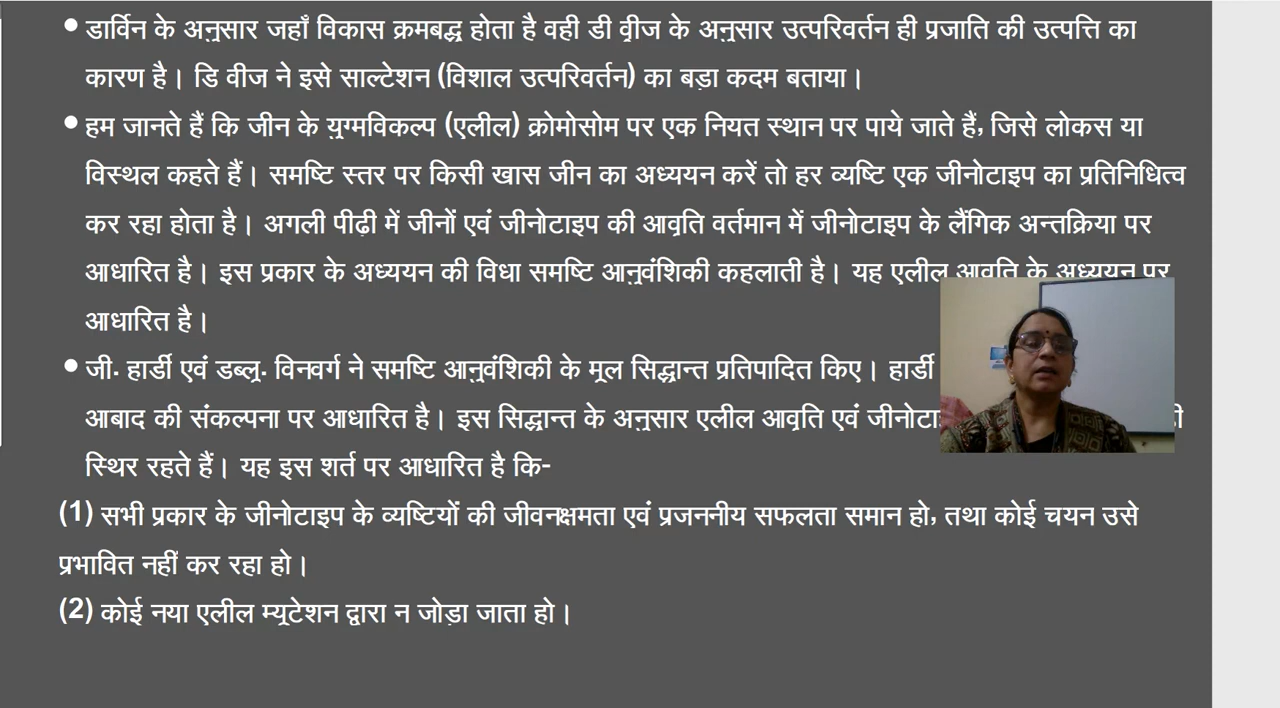 • डार्विन के अनुसार जहाँ विकास क्रमबद्ध होता है वही डी व्रीज के अनुसार उत्परिवर्तन ही प्रजाति की उत्पत्ति का
कारण है। डि वीज ने इसे साल्टेशन (विशाल उत्परिवर्तन) का बड़ा कदम बताया।
• हम जानते हैं कि जीन के युग्मविकल्प (एलील) क्रोमोसोम पर एक नियत स्थान पर पाये जाते हैं, जिसे लोकस या
विस्थल कहते हैं। समष्टि स्तर पर किसी खास जीन का अध्ययन करें तो हर व्यष्टि एक जीनोटाइप का प्रतिनिधित्व
कर रहा होता है। अगली पीढ़ी में जीनों एवं जीनोटाइप की आवृति वर्तमान में जीनोटाइप के लैंगिक अन्तक्रिया पर
आधारित है। इस प्रकार के अध्ययन की विधा समष्टि आनुवंशिकी कहलाती है। यह एलील आवृति के अध्ययन पर
आधारित है।
• जी. हार्डी एवं डब्लू. विनवर्ग ने समष्टि आनुवंशिकी के मूल सिद्धान्त प्रतिपादित किए। हार्डी
आबाद की संकल्पना पर आधारित है। इस सिद्धान्त के अनुसार एलील आवृति एवं
स्थिर रहते हैं। यह इस शर्त पर आधारित है कि-
(1) सभी प्रकार के जीनोटाइप के व्यष्टियों की जीवनक्षमता एवं प्रजननीय सफलता समान हो, तथा कोई चयन उसे
प्रभावित नहीं कर रहा हो।
(2) कोई नया एलील म्यूटेशन द्वारा न जोड़ा जाता हो।